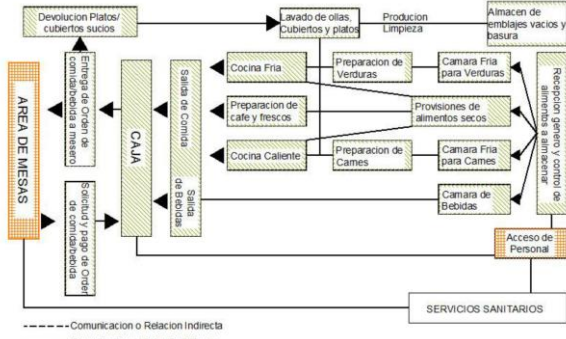 Devolucion Platos/
cubiertos sucios
Lavado de ollas,
Cubiertos y platos
Producion
Limpieza
Almacen de
emblajes vacios y
basura
AREA DE MESAS
Entrega de Orden de
comida/bebida a mesero
Solicitud y pago de Orden
de comida/bebida
CAJA
Salida de Comida
Salida
de Bebidas
Cocina Fria
Preparacion de
Verduras
Camara Fria
para Verduras
Preparacion de
cafe y frescos
Provisiones de
alimentos secos
Cocina Caliente
Preparacion de
Carnes
Camara Fria
para Carnes
Camara de
Bebidas
Recepcion genero y control de
alimentos a almacenar
Acceso de
Personal
SERVICIOS SANITARIOS
Comunicacion o Relacion Indirecta